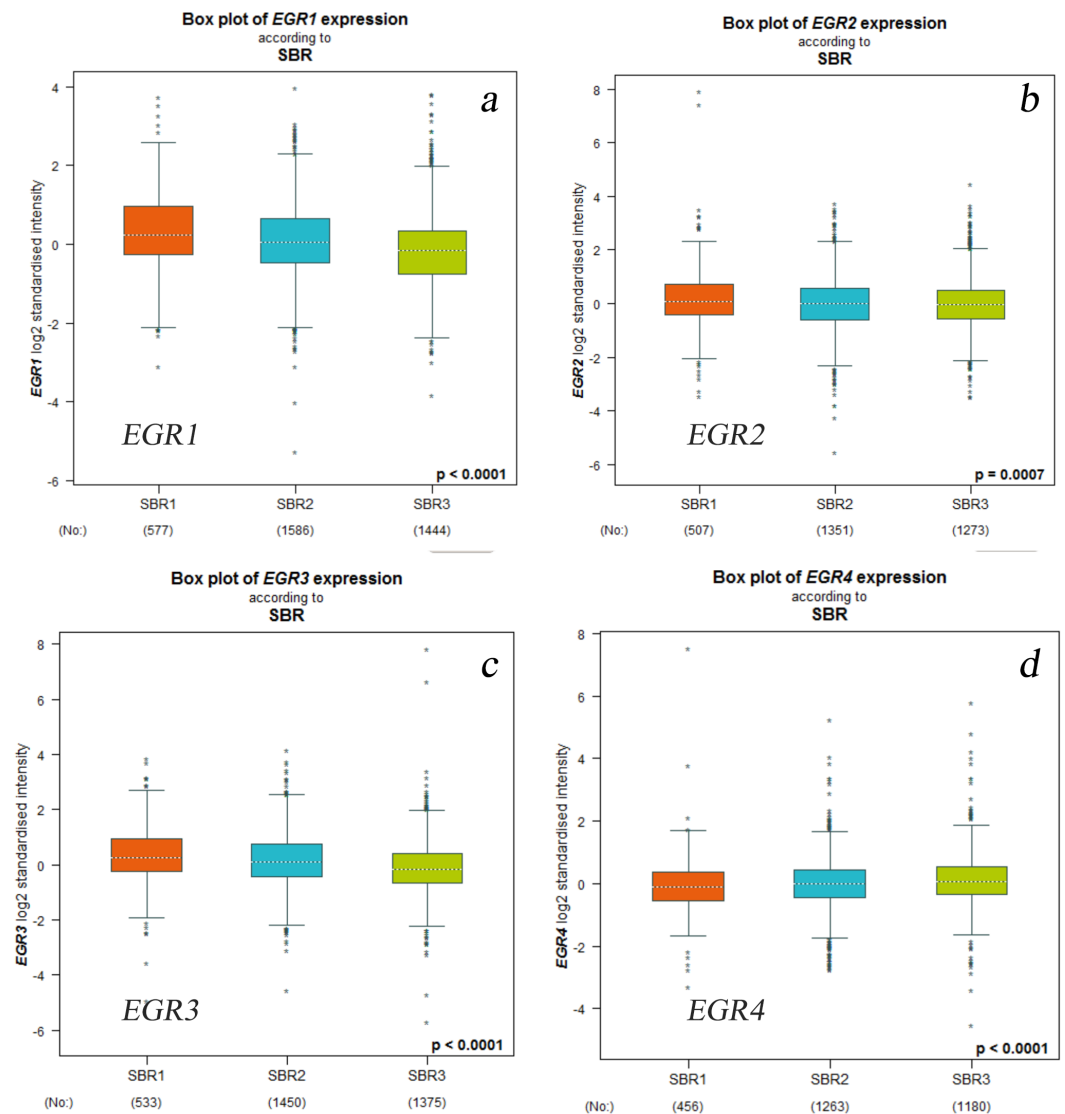 Box plot of EGR1 expression
according to
SBR
a
EGR1 log2 standardised intensity
4
2
0
-2
-4
-6
EGR1
p < 0.0001
SBR1 SBR2 SBR3
(No:) (577) (1586) (1444)
Box plot of EGR2 expression
according to
SBR
b
EGR2 log2 standardised intensity
8
6
4
2
0
-2
-4
-6
EGR2
p = 0.0007
SBR1 SBR2 SBR3
(No:) (507) (1351) (1273)
Box plot of EGR3 expression
according to
SBR
c
EGR3 log2 standardised intensity
8
6
4
2
0
-2
-4
-6
EGR3
p < 0.0001
SBR1 SBR2 SBR3
(No:) (533) (1450) (1375)
Box plot of EGR4 expression
according to
SBR
d
EGR4 log2 standardised intensity
8
6
4
2
0
-2
-4
EGR4
p < 0.0001
SBR1 SBR2 SBR3
(No:) (456) (1263) (1180)